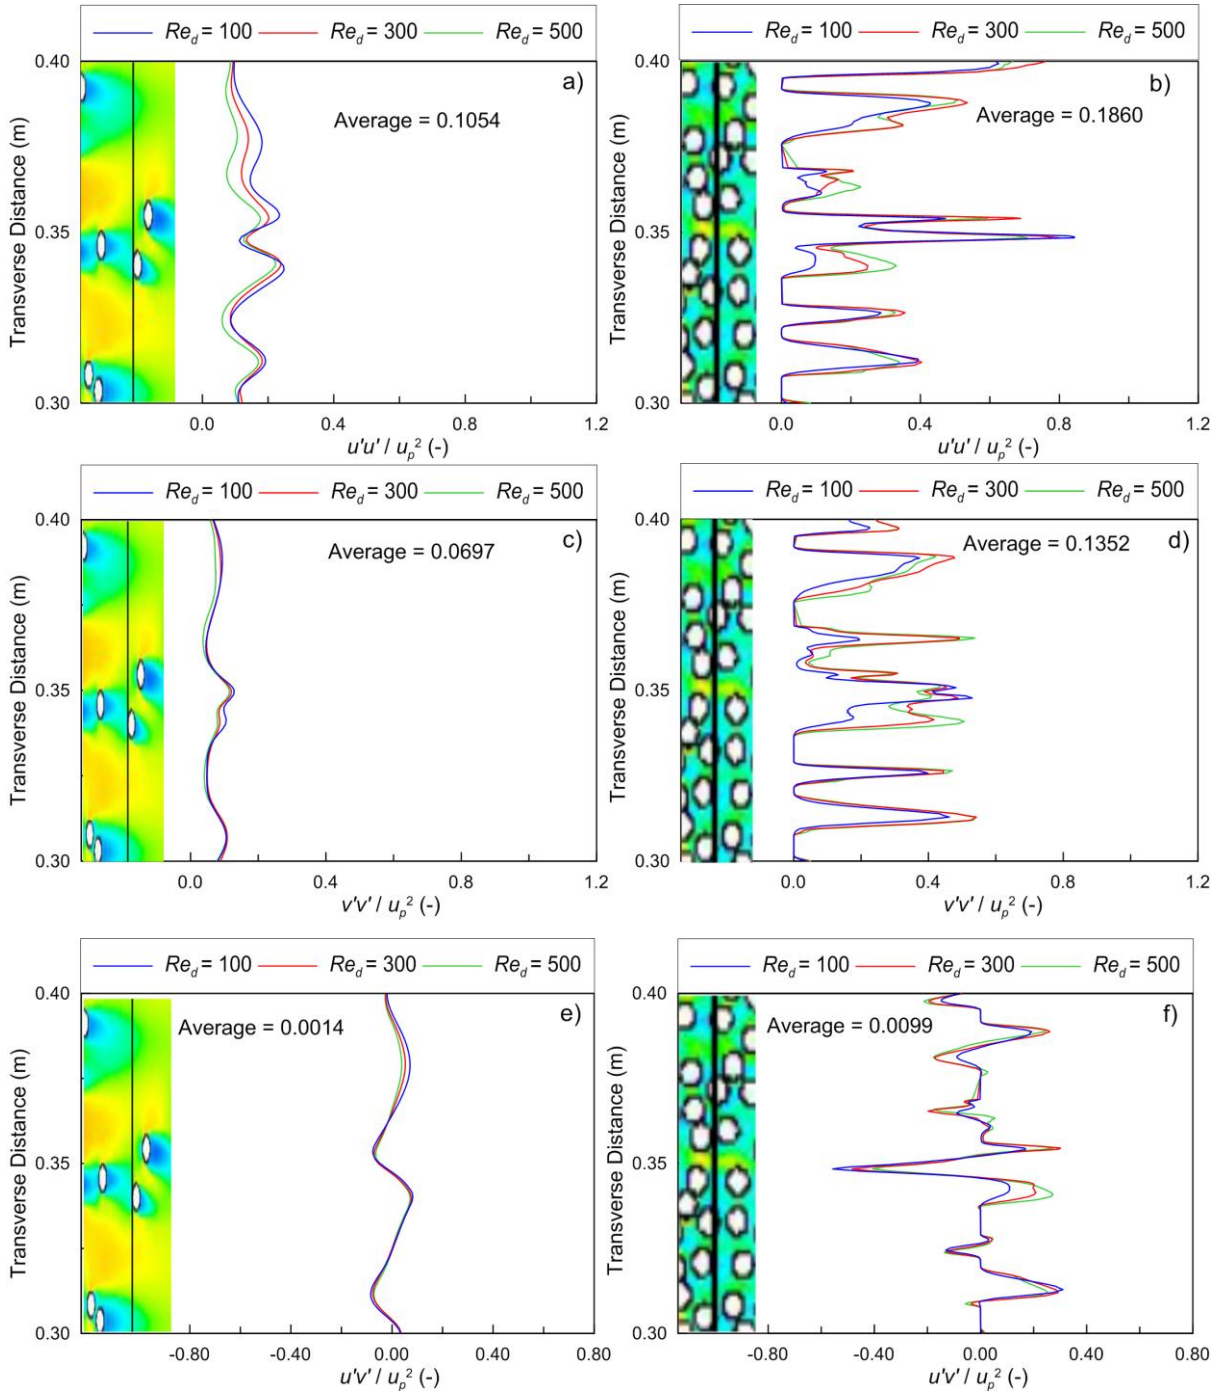 Re_d = 100 Re_d = 300 Re_d = 500
0.40
a)
Average = 0.1054
Transverse Distance (m)
0.35
0.30
0.0 0.4 0.8 1.2
u'u' / u_p^2 (-)
Re_d = 100 Re_d = 300 Re_d = 500
0.40
b)
Average = 0.1860
Transverse Distance (m)
0.35
0.30
0.0 0.4 0.8 1.2
u'u' / u_p^2 (-)
Re_d = 100 Re_d = 300 Re_d = 500
0.40
c)
Average = 0.0697
Transverse Distance (m)
0.35
0.30
0.0 0.4 0.8 1.2
v'v' / u_p^2 (-)
Re_d = 100 Re_d = 300 Re_d = 500
0.40
d)
Average = 0.1352
Transverse Distance (m)
0.35
0.30
0.0 0.4 0.8 1.2
v'v' / u_p^2 (-)
Re_d = 100 Re_d = 300 Re_d = 500
0.40
e)
Average = 0.0014
Transverse Distance (m)
0.35
0.30
-0.80 -0.40 0.00 0.40 0.80
u'v' / u_p^2 (-)
Re_d = 100 Re_d = 300 Re_d = 500
0.40
f)
Average = 0.0099
Transverse Distance (m)
0.35
0.30
-0.80 -0.40 0.00 0.40 0.80
u'v' / u_p^2 (-)